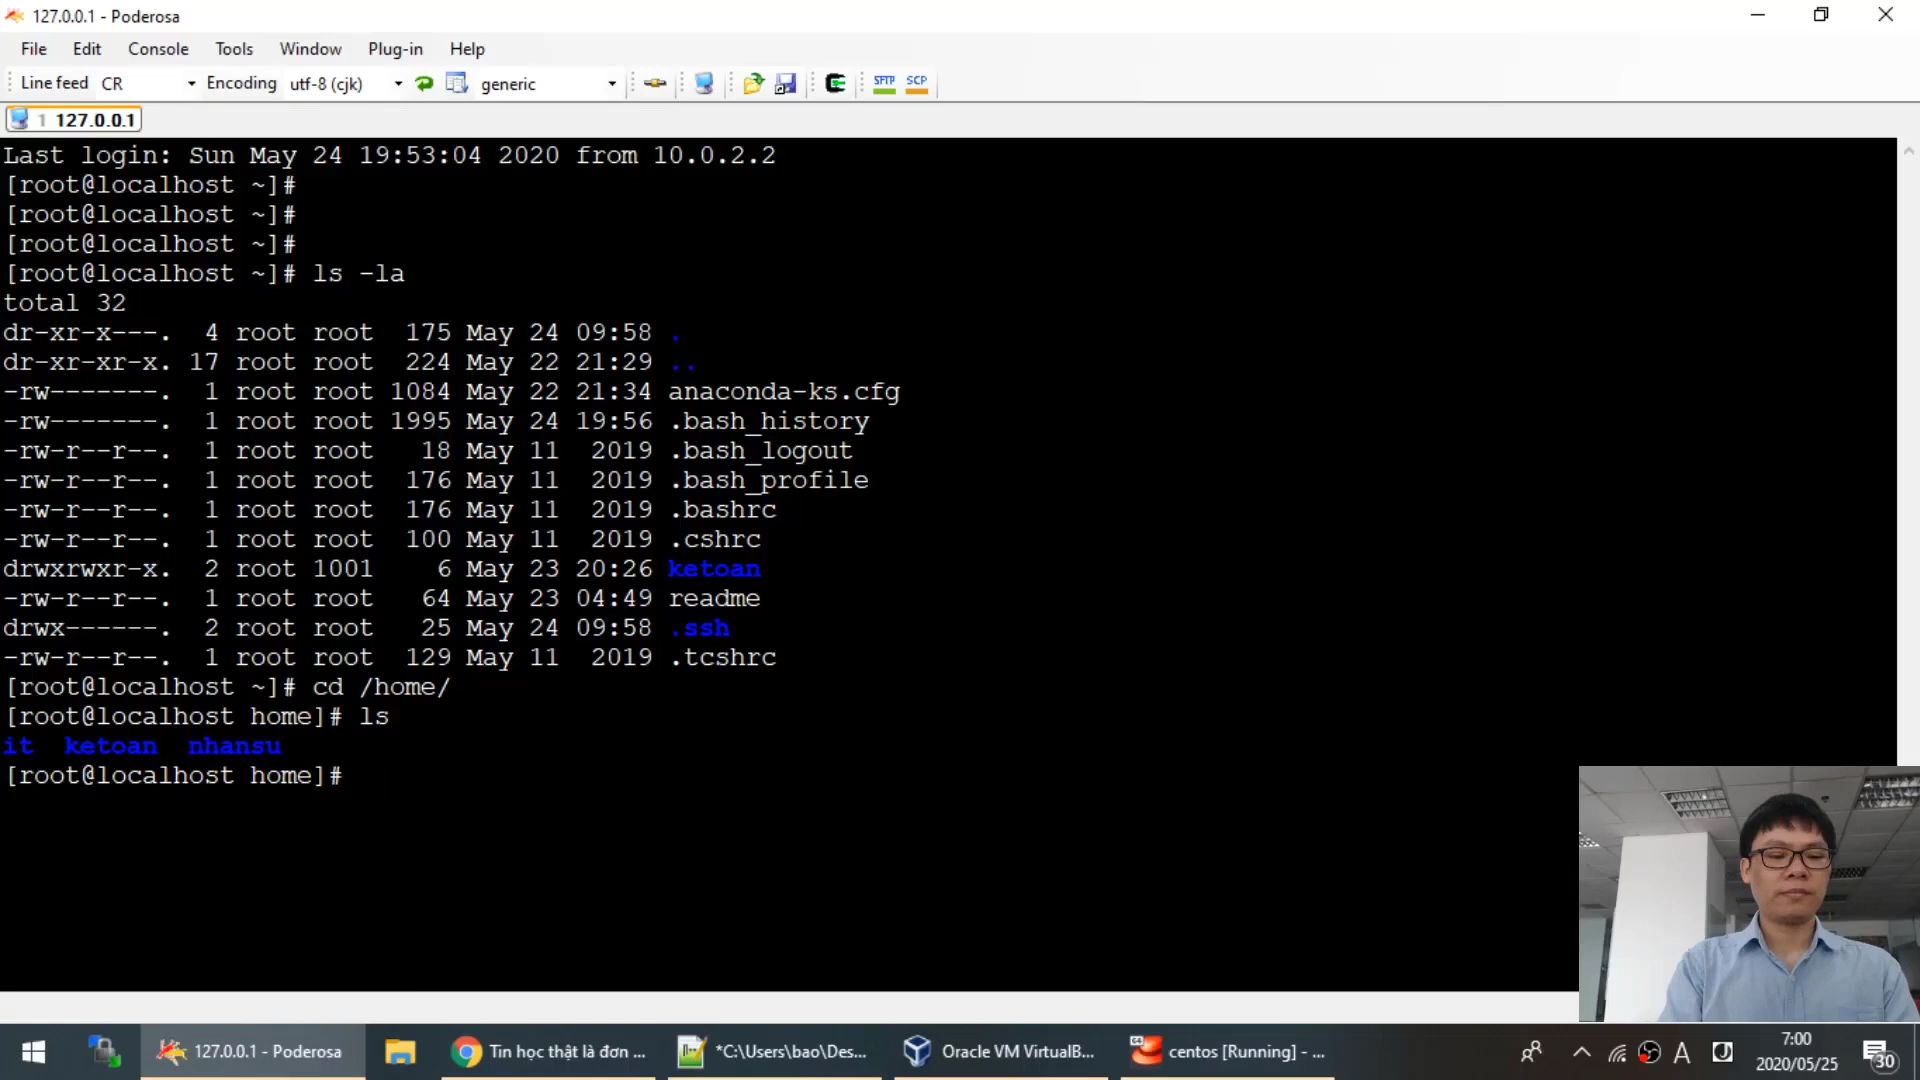 127.0.0.1 - Poderosa
File Edit Console Tools Window Plug-in Help
Line feed CR Encoding utf-8 (cjk) generic SFTP SCP
1 127.0.0.1
Last login: Sun May 24 19:53:04 2020 from 10.0.2.2
[root@localhost ~]#
[root@localhost ~]#
[root@localhost ~]#
[root@localhost ~]# ls -la
total 32
dr-xr-x---. 4 root root 175 May 24 09:58 .
dr-xr-xr-x. 17 root root 224 May 22 21:29 ..
-rw-------. 1 root root 1084 May 22 21:34 anaconda-ks.cfg
-rw-------. 1 root root 1995 May 24 19:56 .bash_history
-rw-r--r--. 1 root root 18 May 11 2019 .bash_logout
-rw-r--r--. 1 root root 176 May 11 2019 .bash_profile
-rw-r--r--. 1 root root 176 May 11 2019 .bashrc
-rw-r--r--. 1 root root 100 May 11 2019 .cshrc
drwxrwxr-x. 2 root 1001 6 May 23 20:26 ketoan
-rw-r--r--. 1 root root 64 May 23 04:49 readme
drwx------. 2 root root 25 May 24 09:58 .ssh
-rw-r--r--. 1 root root 129 May 11 2019 .tcshrc
[root@localhost ~]# cd /home/
[root@localhost home]# ls
it ketoan nhansu
[root@localhost home]#
127.0.0.1 - Poderosa Tin học thật là đơn ... *C:\Users\bao\Des... Oracle VM VirtualB... centos [Running] - ... A 7:00
2020/05/25 30